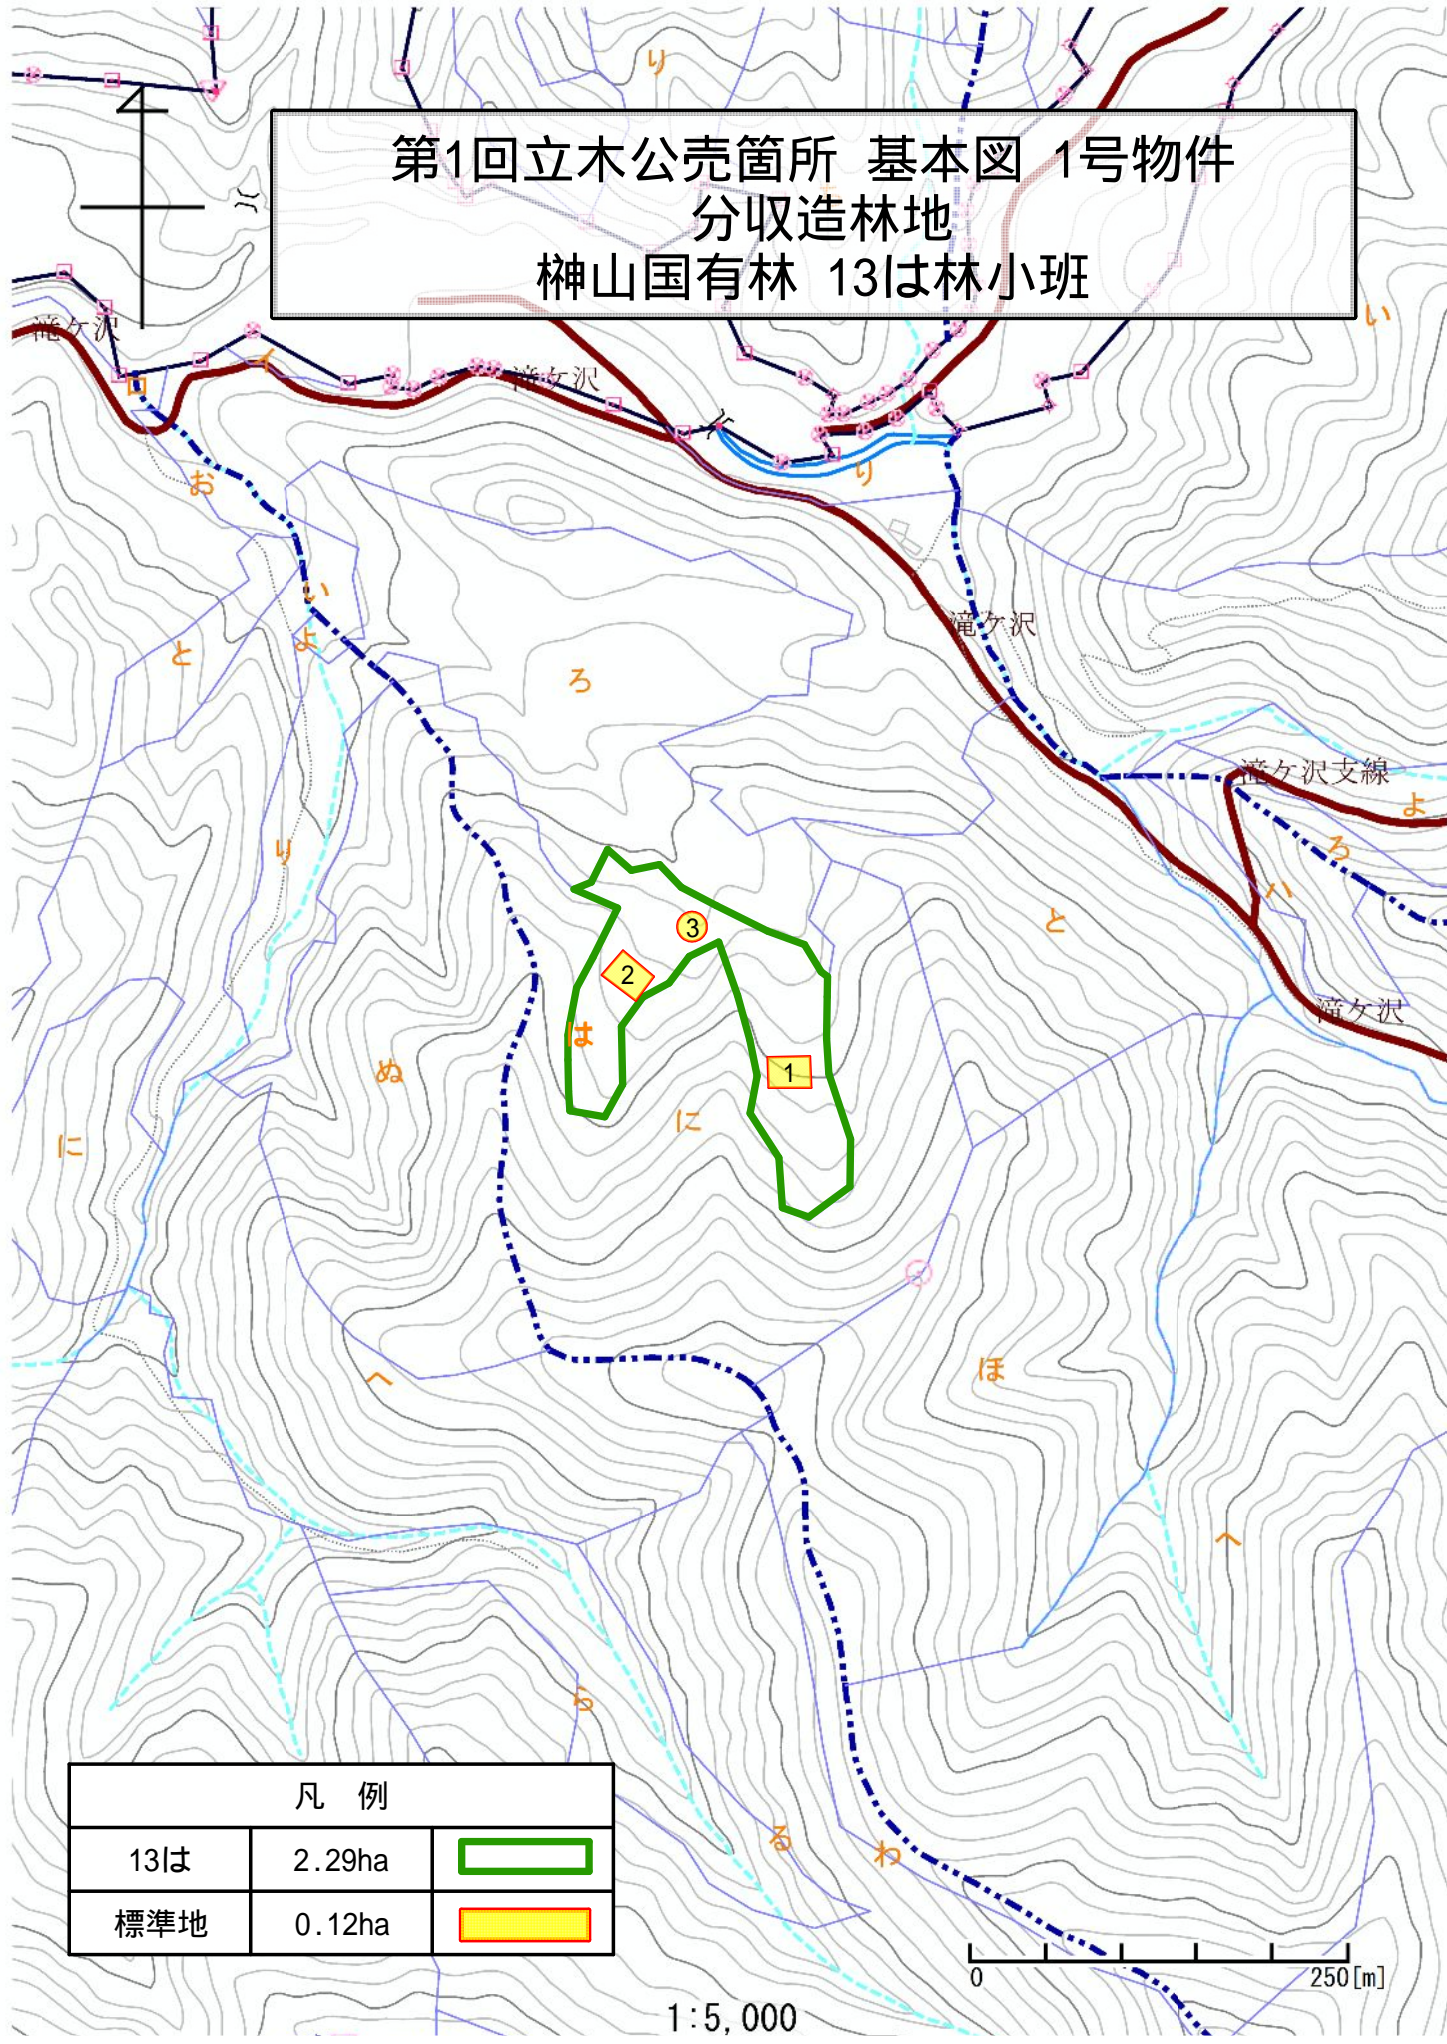 り
第1回立木公売箇所 基本図 1号物件
分収造林地
榊山国有林 13は林小班
い
滝ケ沢
イ
ロ
滝ケ沢
お
り
い
よ
と
ろ
滝ケ沢
滝ケ沢支線
よ
ろ
ハ
り
と
3
2
は
滝ケ沢
ぬ
1
に
に
へ
ほ
へ
ら
る
わ
凡 例
13は 2.29ha
標準地 0.12ha
0 250[m]
1:5,000